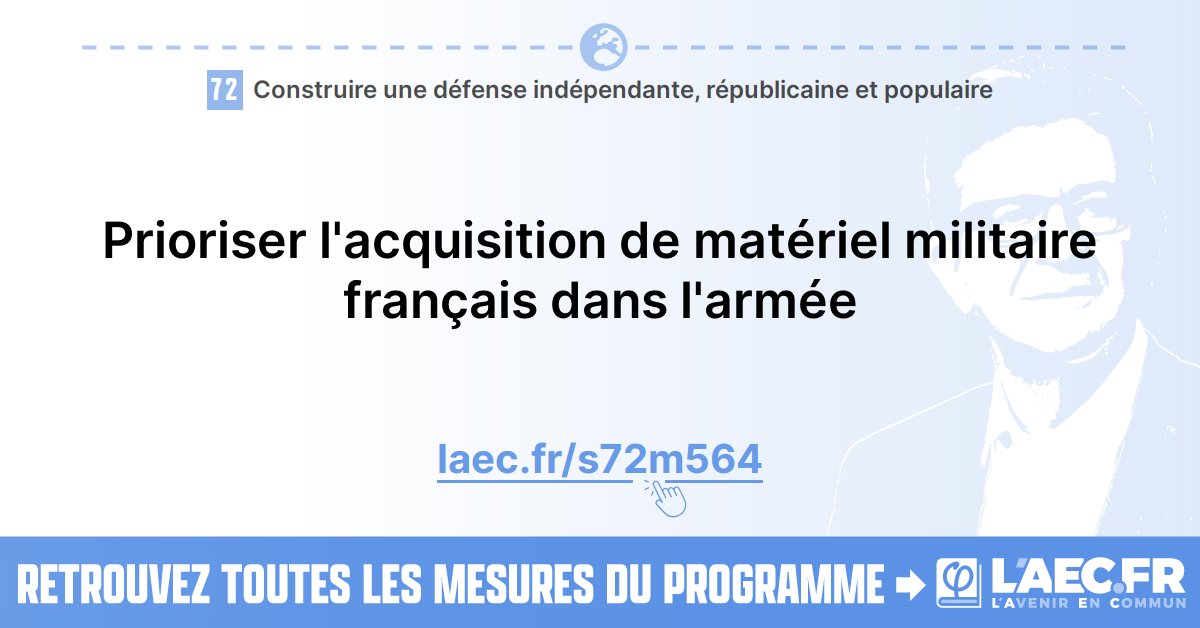 72 Construire une défense indépendante, républicaine et populaire
Prioriser l'acquisition de matériel militaire
français dans l'armée
laec.fr/s72m564
RETROUVEZ TOUTES LES MESURES DU PROGRAMME
L'AEC.FR
L'AVENIR EN COMMUN